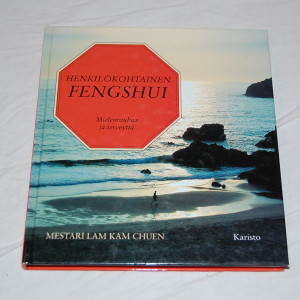 HENKILÖKOHTAINEN
FENGSHUI
Mielenrauhaa
ja terveyttä
MESTARI LAM KAM CHUEN
Karisto